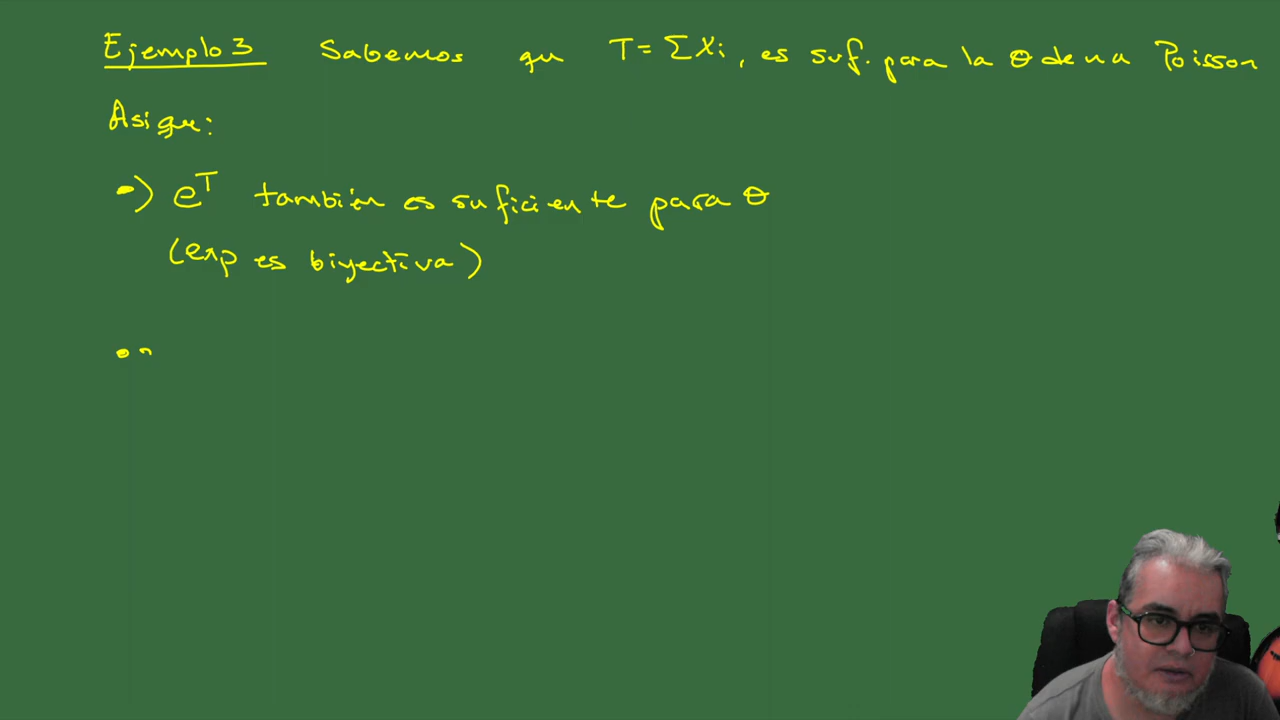 Ejemplo 3 Sabemos qu T = ΣXi, es suf. para la θ de una Poisson
Asi que:
•) e^T también es suficiente para θ
(exp es biyectiva)